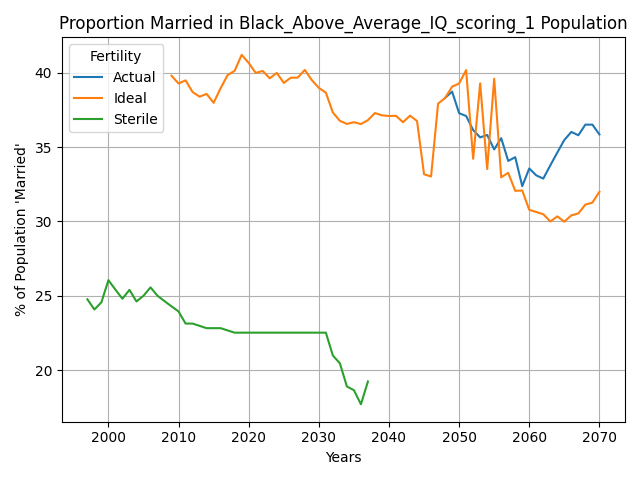 Proportion Married in Black_Above_Average_IQ_scoring_1 Population
Fertility
Actual
Ideal
Sterile
% of Population 'Married'
40
35
30
25
20
2000 2010 2020 2030 2040 2050 2060 2070
Years